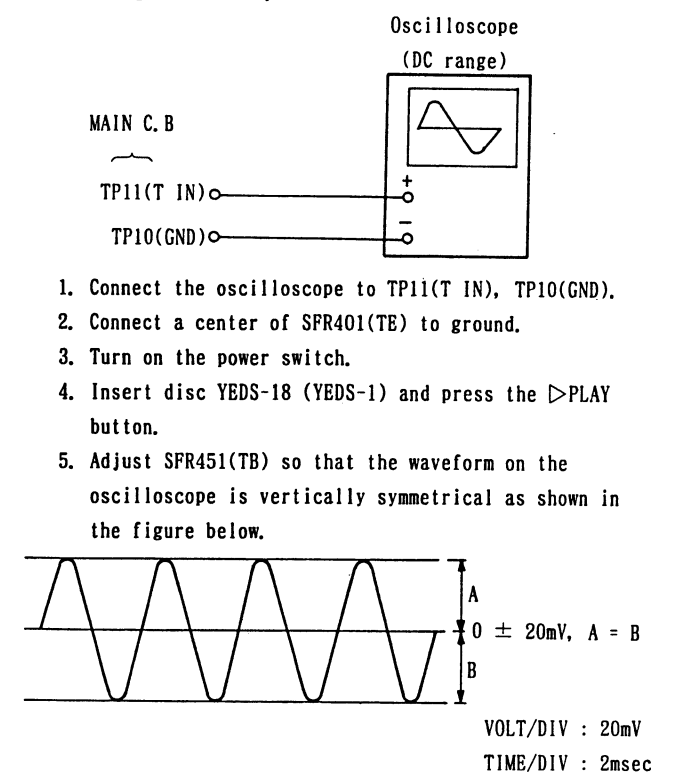 Oscilloscope
(DC range)
MAIN C.B
TP11(T IN)
+
TP10(GND)
−
1. Connect the oscilloscope to TP11(T IN), TP10(GND).
2. Connect a center of SFR401(TE) to ground.
3. Turn on the power switch.
4. Insert disc YEDS-18 (YEDS-1) and press the ▷PLAY
button.
5. Adjust SFR451(TB) so that the waveform on the
oscilloscope is vertically symmetrical as shown in
the figure below.
A
0 ± 20mV, A = B
B
VOLT/DIV : 20mV
TIME/DIV : 2msec